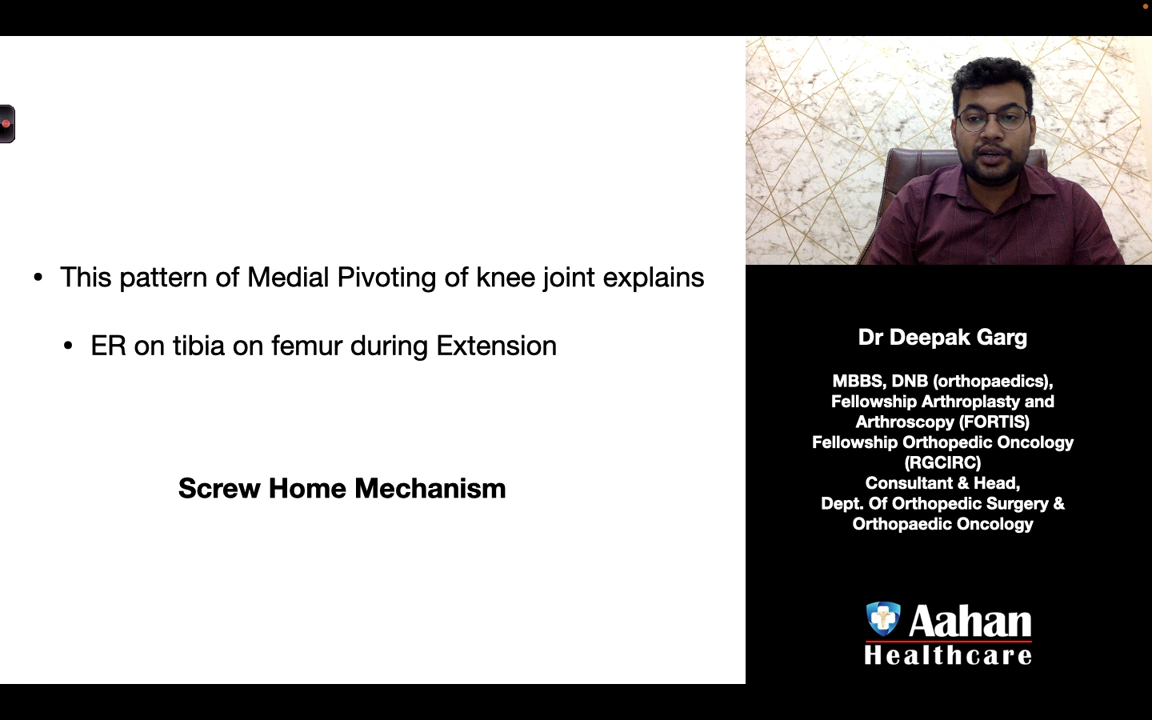 • This pattern of Medial Pivoting of knee joint explains
• ER on tibia on femur during Extension
Screw Home Mechanism
Dr Deepak Garg
MBBS, DNB (orthopaedics),
Fellowship Arthroplasty and
Arthroscopy (FORTIS)
Fellowship Orthopedic Oncology
(RGCIRC)
Consultant & Head,
Dept. Of Orthopedic Surgery &
Orthopaedic Oncology
Aahan
Healthcare